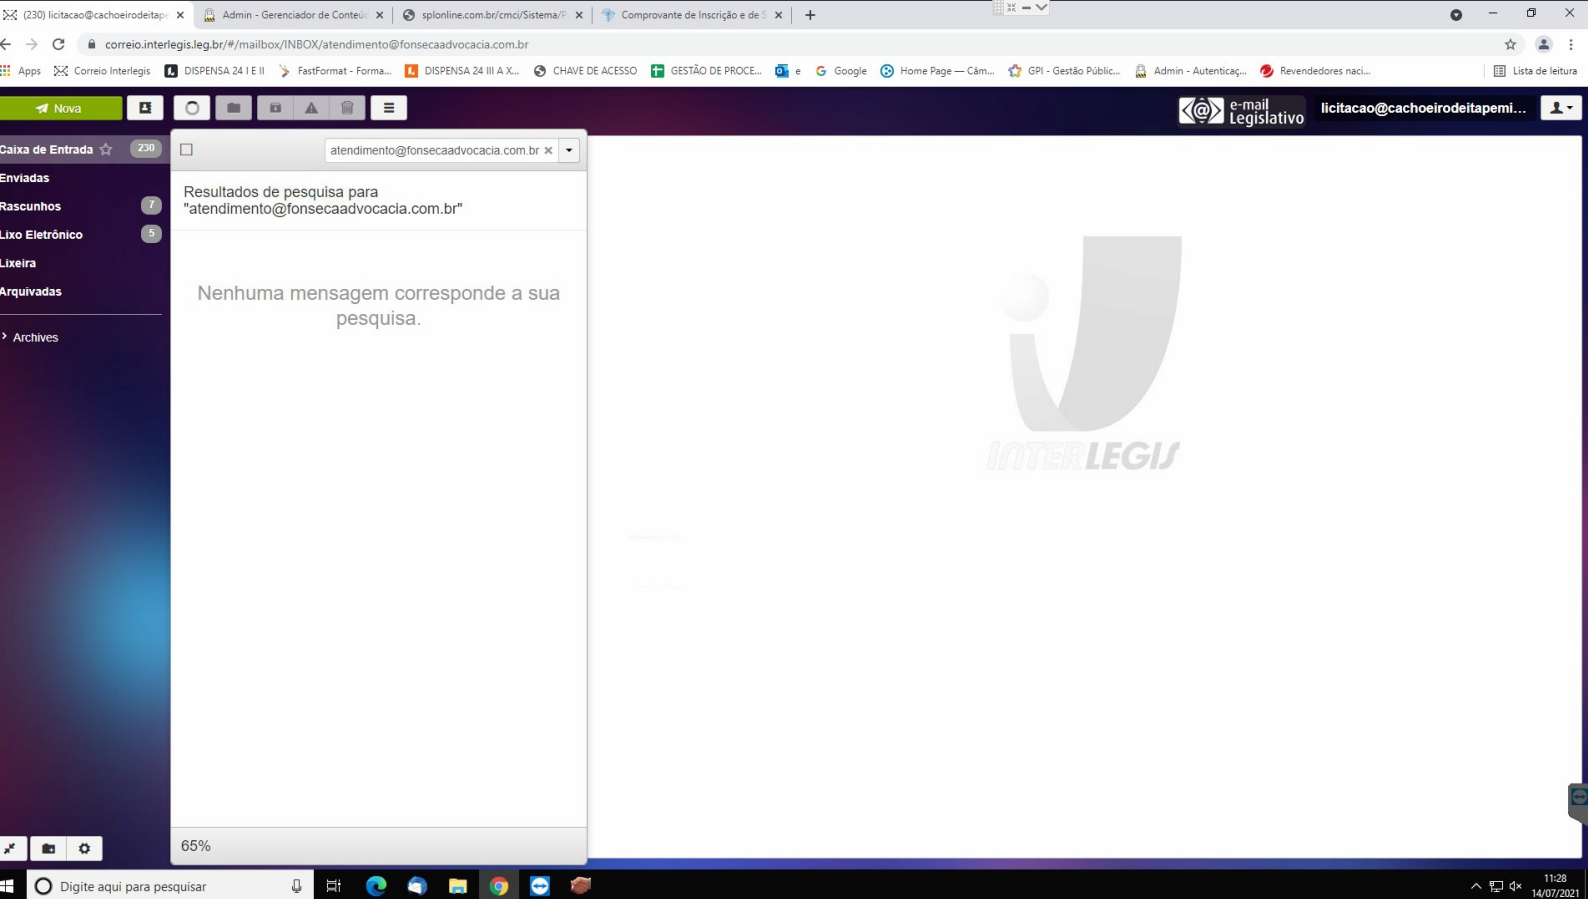 (230) licitacao@cachoeirodeitape
Admin - Gerenciador de Conteúd
splonline.com.br/cmci/Sistema/P
Comprovante de Inscrição e de S
correio.interlegis.leg.br/#/mailbox/INBOX/atendimento@fonsecaadvocacia.com.br
Apps
Correio Interlegis
DISPENSA 24 I E II
FastFormat - Forma...
DISPENSA 24 III A X...
CHAVE DE ACESSO
GESTÃO DE PROCE...
e
Google
Home Page — Câm...
GPI - Gestão Públic...
Admin - Autenticaç...
Revendedores naci...
Lista de leitura
Nova
e-mail
Legislativo
licitacao@cachoeirodeitapemi...
Caixa de Entrada 230
Enviadas
Rascunhos 7
Lixo Eletrônico 5
Lixeira
Arquivadas
Archives
atendimento@fonsecaadvocacia.com.br
Resultados de pesquisa para
"atendimento@fonsecaadvocacia.com.br"
Nenhuma mensagem corresponde a sua
pesquisa.
INTERLEGIS
65%
Digite aqui para pesquisar
11:28
14/07/2021